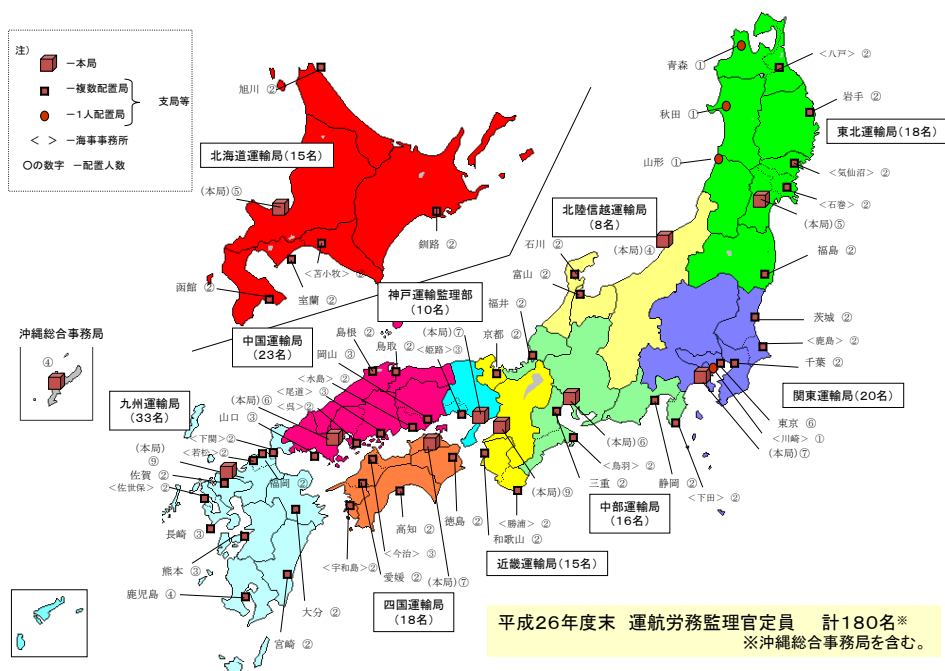 注)
－本局
－複数配置局
－1人配置局
支局等
＜ ＞ －海事事務所
〇の数字 －配置人数
旭川 ②
北海道運輸局(15名)
(本局)⑤
釧路 ②
＜苫小牧＞②
室蘭 ②
函館 ②
青森 ①
＜八戸＞ ②
岩手 ②
秋田 ①
東北運輸局(18名)
山形 ①
＜気仙沼＞ ②
＜石巻＞ ②
(本局)⑤
福島 ②
北陸信越運輸局
(8名)
(本局)④
石川 ②
富山 ②
茨城 ②
＜鹿島＞ ②
千葉 ②
関東運輸局(20名)
東京 ⑥
＜川崎＞ ①
(本局)⑦
神戸運輸監理部
(10名)
(本局)⑦
＜姫路＞③
福井 ②
京都 ②
中国運輸局
(23名)
島根 ②
鳥取 ②
岡山 ③
＜水島＞ ②
＜尾道＞ ③
＜呉＞②
(本局)⑥
山口 ③
沖縄総合事務局
④
九州運輸局
(33名)
＜下関＞②
＜若松＞②
(本局)
⑨
佐賀 ②
＜佐世保＞ ②
福岡 ②
長崎 ③
熊本 ③
鹿児島 ④
大分 ②
宮崎 ②
＜宇和島＞②
愛媛 ②
＜今治＞ ③
高知 ②
徳島 ②
(本局)⑦
四国運輸局
(18名)
(本局)⑥
＜鳥羽＞ ②
三重 ②
静岡 ②
＜下田＞ ②
中部運輸局
(16名)
(本局)⑨
＜勝浦＞ ②
和歌山 ②
近畿運輸局(15名)
平成26年度末 運航労務監理官定員 計180名※
※沖縄総合事務局を含む。